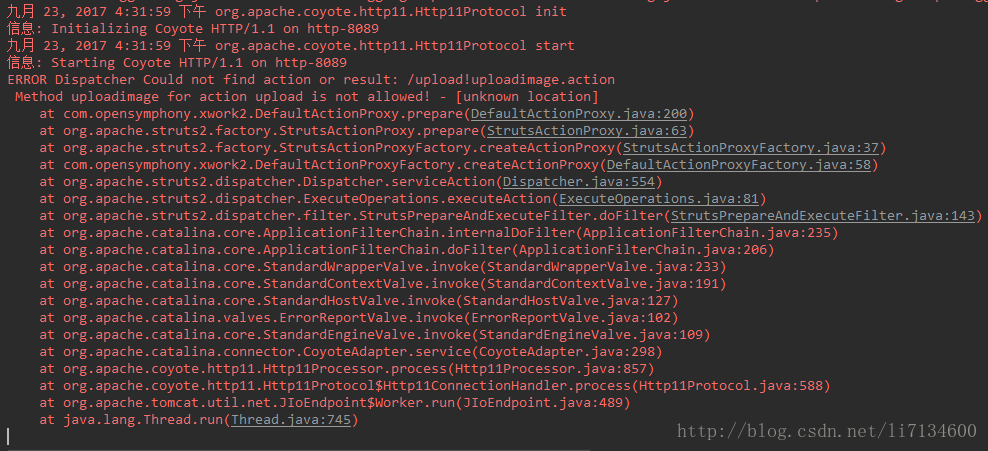 九月 23, 2017 4:31:59 下午 org.apache.coyote.http11.Http11Protocol init
信息: Initializing Coyote HTTP/1.1 on http-8089
九月 23, 2017 4:31:59 下午 org.apache.coyote.http11.Http11Protocol start
信息: Starting Coyote HTTP/1.1 on http-8089
ERROR Dispatcher Could not find action or result: /upload!uploadimage.action
Method uploadimage for action upload is not allowed! - [unknown location]
at com.opensymphony.xwork2.DefaultActionProxy.prepare(DefaultActionProxy.java:200)
at org.apache.struts2.factory.StrutsActionProxy.prepare(StrutsActionProxy.java:63)
at org.apache.struts2.factory.StrutsActionProxyFactory.createActionProxy(StrutsActionProxyFactory.java:37)
at com.opensymphony.xwork2.DefaultActionProxyFactory.createActionProxy(DefaultActionProxyFactory.java:58)
at org.apache.struts2.dispatcher.Dispatcher.serviceAction(Dispatcher.java:554)
at org.apache.struts2.dispatcher.ExecuteOperations.executeAction(ExecuteOperations.java:81)
at org.apache.struts2.dispatcher.filter.StrutsPrepareAndExecuteFilter.doFilter(StrutsPrepareAndExecuteFilter.java:143)
at org.apache.catalina.core.ApplicationFilterChain.internalDoFilter(ApplicationFilterChain.java:235)
at org.apache.catalina.core.ApplicationFilterChain.doFilter(ApplicationFilterChain.java:206)
at org.apache.catalina.core.StandardWrapperValve.invoke(StandardWrapperValve.java:233)
at org.apache.catalina.core.StandardContextValve.invoke(StandardContextValve.java:191)
at org.apache.catalina.core.StandardHostValve.invoke(StandardHostValve.java:127)
at org.apache.catalina.valves.ErrorReportValve.invoke(ErrorReportValve.java:102)
at org.apache.catalina.core.StandardEngineValve.invoke(StandardEngineValve.java:109)
at org.apache.catalina.connector.CoyoteAdapter.service(CoyoteAdapter.java:298)
at org.apache.coyote.http11.Http11Processor.process(Http11Processor.java:857)
at org.apache.coyote.http11.Http11Protocol$Http11ConnectionHandler.process(Http11Protocol.java:588)
at org.apache.tomcat.util.net.JIoEndpoint$Worker.run(JIoEndpoint.java:489)
at java.lang.Thread.run(Thread.java:745)
http://blog.csdn.net/li7134600